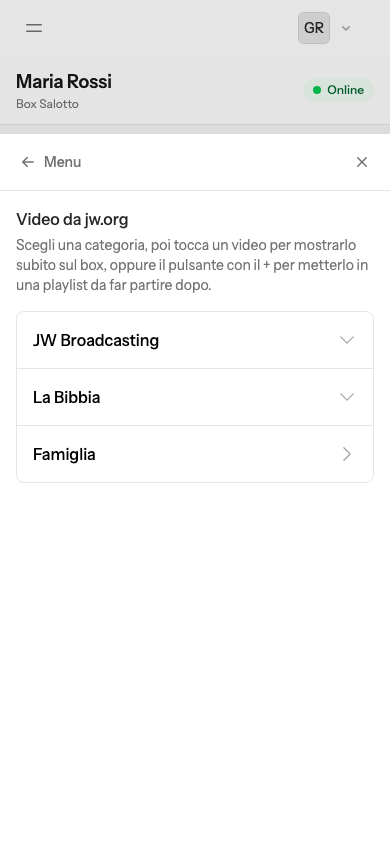 GR
Maria Rossi
Box Salotto
Online
Menu
Video da jw.org
Scegli una categoria, poi tocca un video per mostrarlo
subito sul box, oppure il pulsante con il + per metterlo in
una playlist da far partire dopo.
JW Broadcasting
La Bibbia
Famiglia